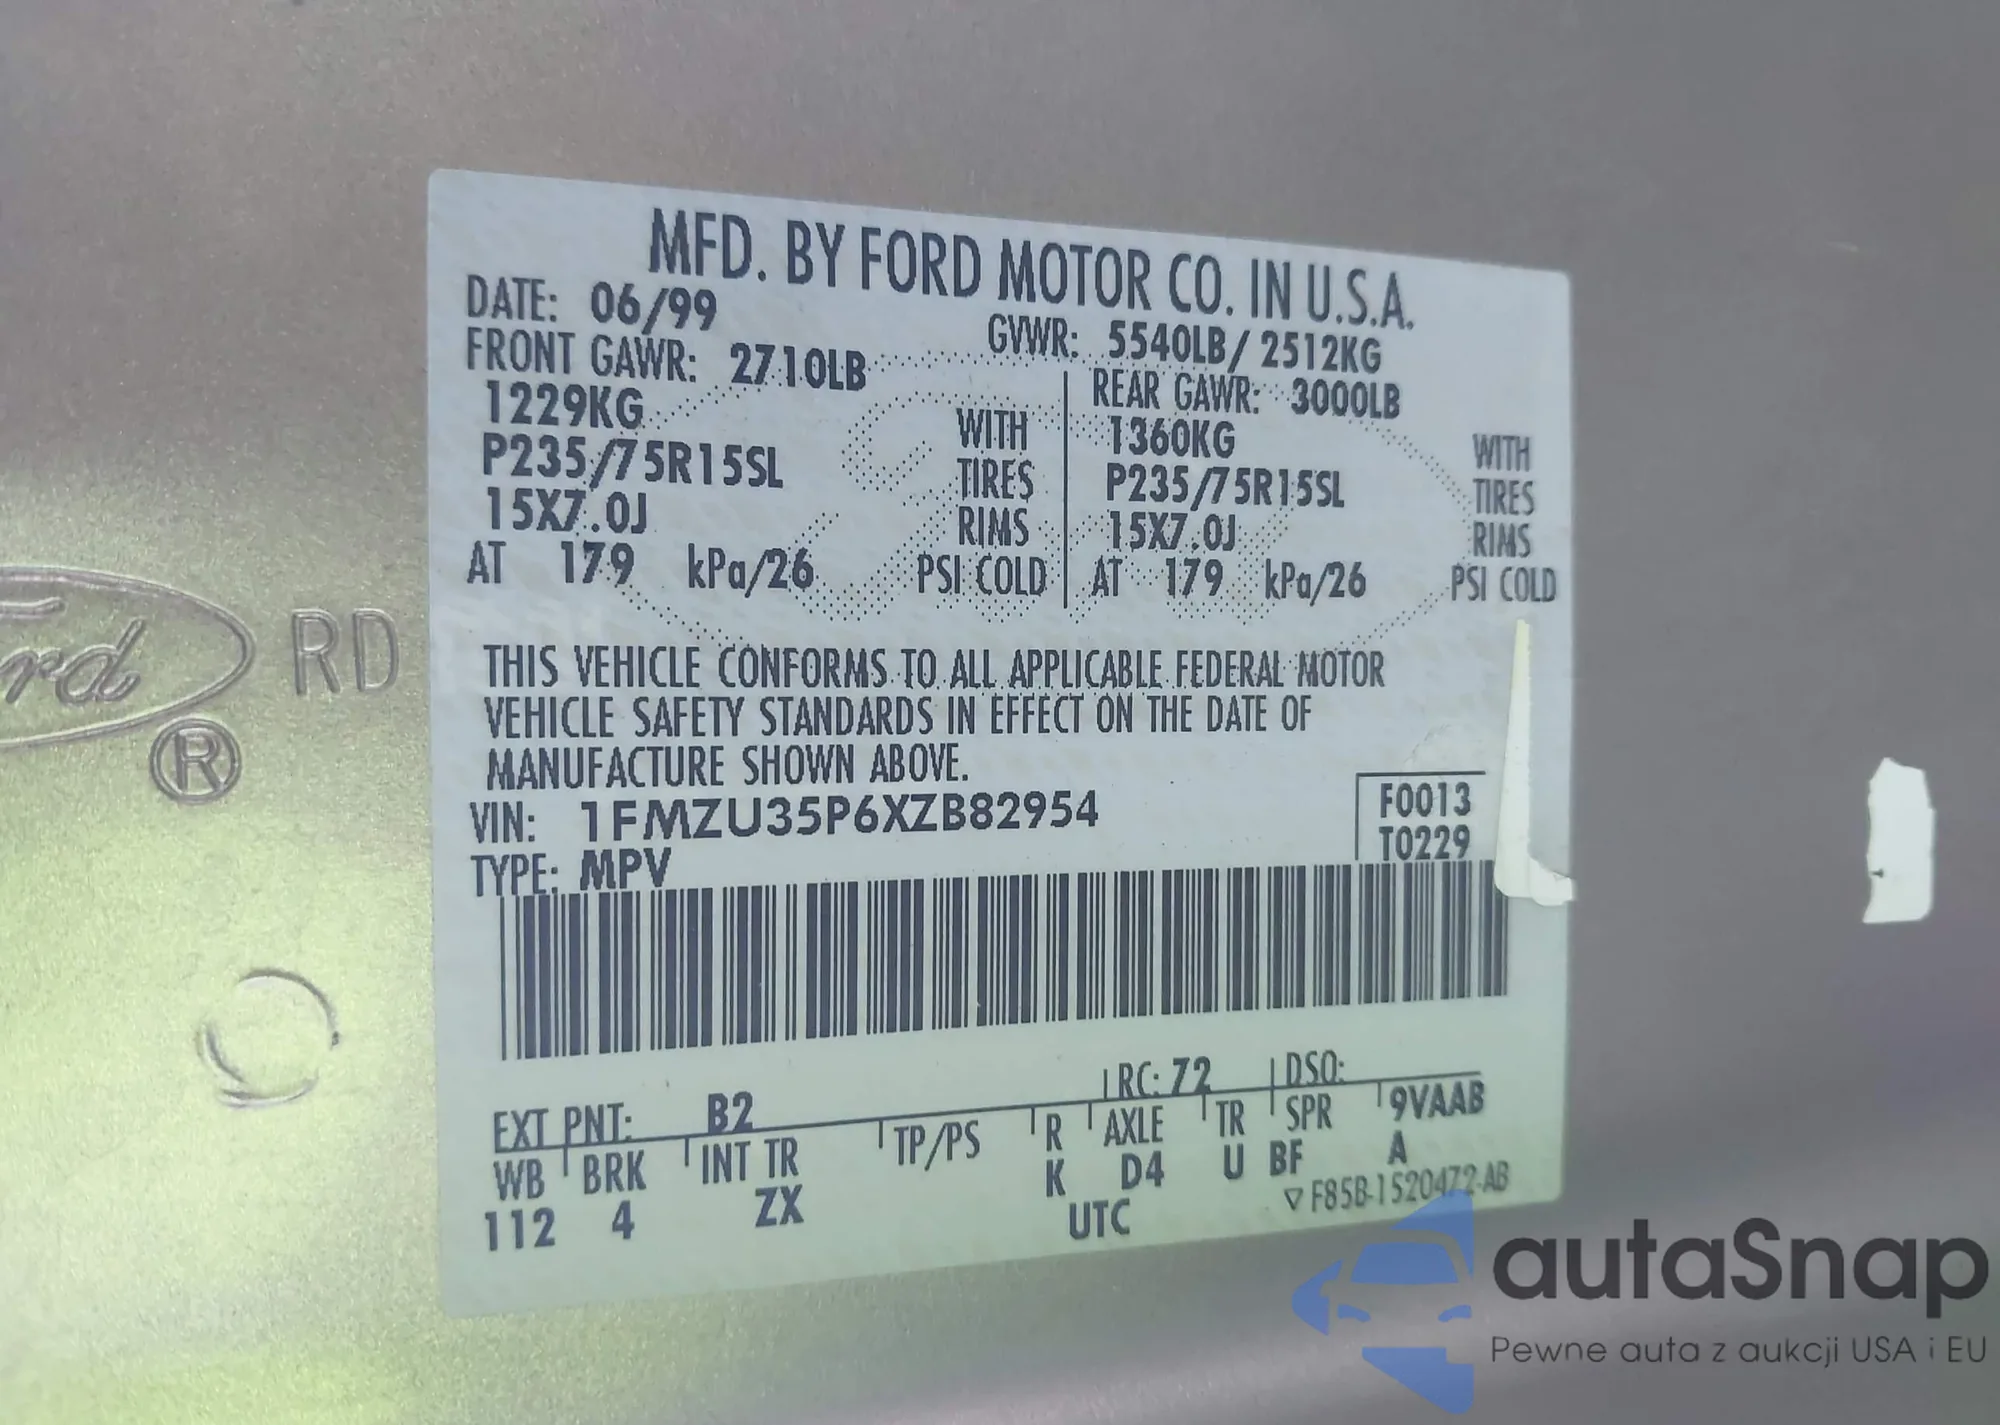 MFD. BY FORD MOTOR CO. IN U.S.A.
DATE: 06/99 GVWR: 5540LB/ 2512KG
FRONT GAWR: 2710LB REAR GAWR: 3000LB
1229KG WITH 1360KG WITH
P235/75R15SL TIRES P235/75R15SL TIRES
15X7.0J RIMS 15X7.0J RIMS
AT 179 kPa/26 PSI COLD AT 179 kPa/26 PSI COLD
THIS VEHICLE CONFORMS TO ALL APPLICABLE FEDERAL MOTOR
VEHICLE SAFETY STANDARDS IN EFFECT ON THE DATE OF
MANUFACTURE SHOWN ABOVE.
VIN: 1FMZU35P6XZB82954 F0013
TYPE: MPV T0229
EXT PNT: B2 RC: 72 DSO:
WB BRK INT TR TP/PS R AXLE TR SPR 9VAAB
112 4 ZX K D4 U BF A
UTC ▽ F85B-1520472-AB
Ford RD
®
autaSnap
Pewne auta z aukcji USA i EU